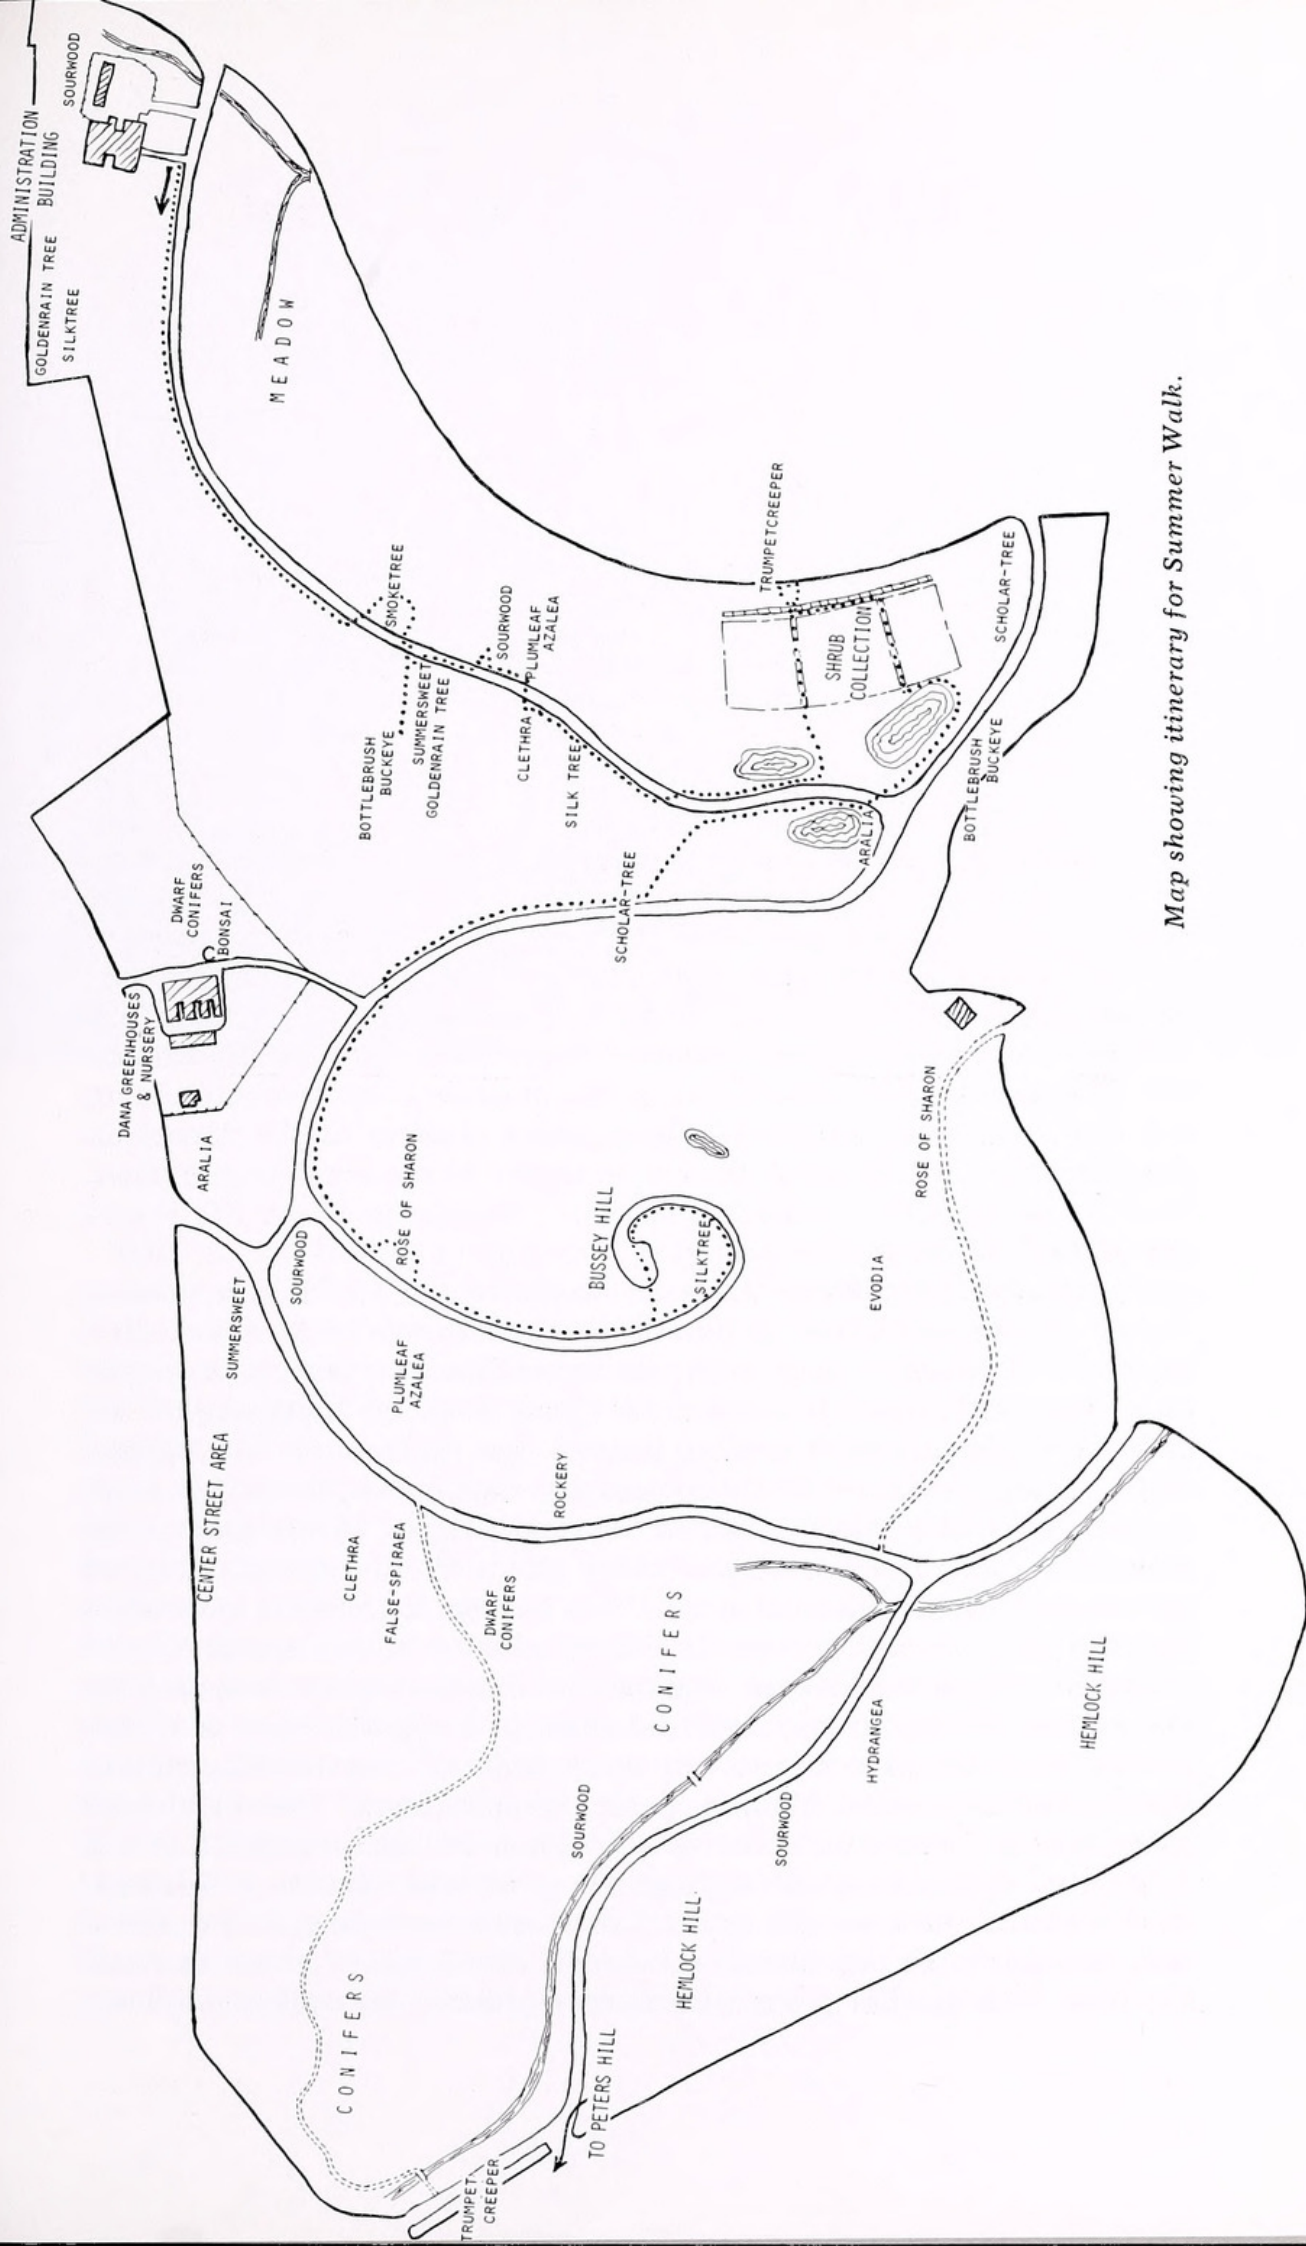 ADMINISTRATION
BUILDING
SOURWOOD
GOLDENRAIN TREE
SILKTREE
MEADOW
SMOKETREE
BOTTLEBRUSH
BUCKEYE
SUMMERSWEET
GOLDENRAIN TREE
SOURWOOD
PLUMLEAF
AZALEA
CLETHRA
SILK TREE
TRUMPETCREEPER
SHRUB
COLLECTION
SCHOLAR-TREE
BOTTLEBRUSH
BUCKEYE
ARALIA
SCHOLAR-TREE
DWARF
CONIFERS
BONSAI
DANA GREENHOUSES
& NURSERY
ARALIA
ROSE OF SHARON
BUSSEY HILL
SILKTREE
ROSE OF SHARON
EVODIA
SOURWOOD
SUMMERSWEET
PLUMLEAF
AZALEA
CENTER STREET AREA
ROCKERY
CLETHRA
FALSE-SPIRAEA
DWARF
CONIFERS
CONIFERS
HEMLOCK HILL
HYDRANGEA
SOURWOOD
SOURWOOD
HEMLOCK HILL
CONIFERS
TO PETERS HILL
TRUMPET
CREEPER
Map showing itinerary for Summer Walk.